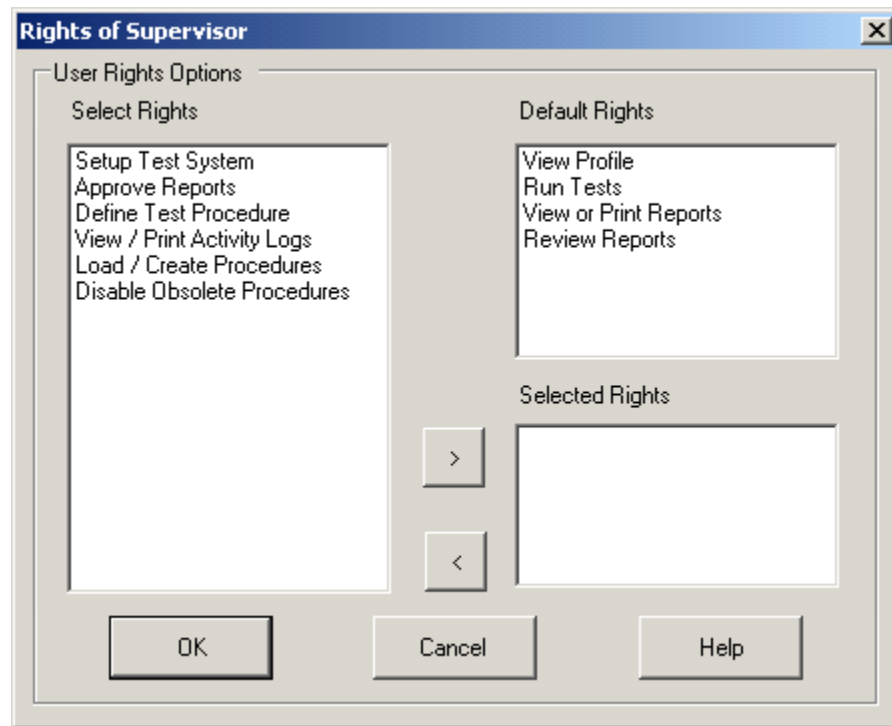 Rights of Supervisor
User Rights Options
Select Rights
Setup Test System
Approve Reports
Define Test Procedure
View / Print Activity Logs
Load / Create Procedures
Disable Obsolete Procedures
Default Rights
View Profile
Run Tests
View or Print Reports
Review Reports
Selected Rights
>
<
OK
Cancel
Help